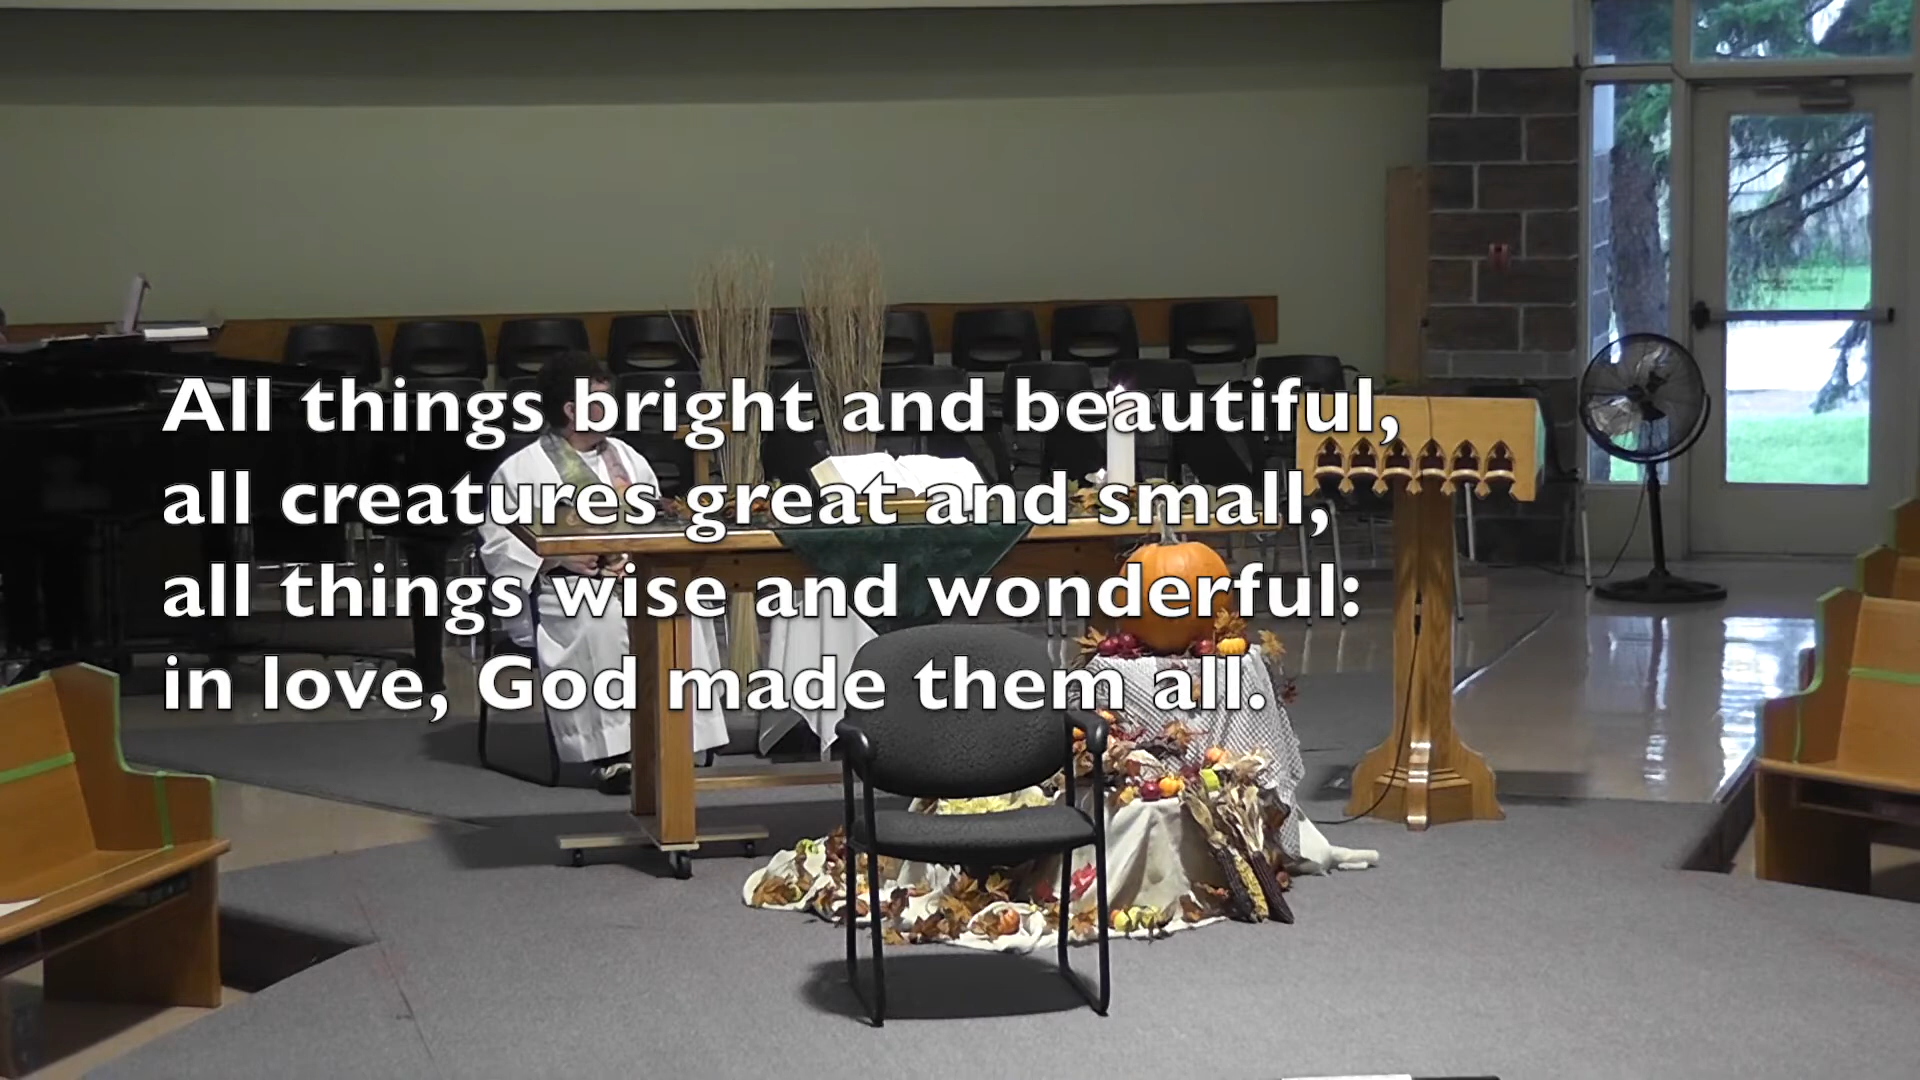 All things bright and beautiful,
all creatures great and small,
all things wise and wonderful:
in love, God made them all.